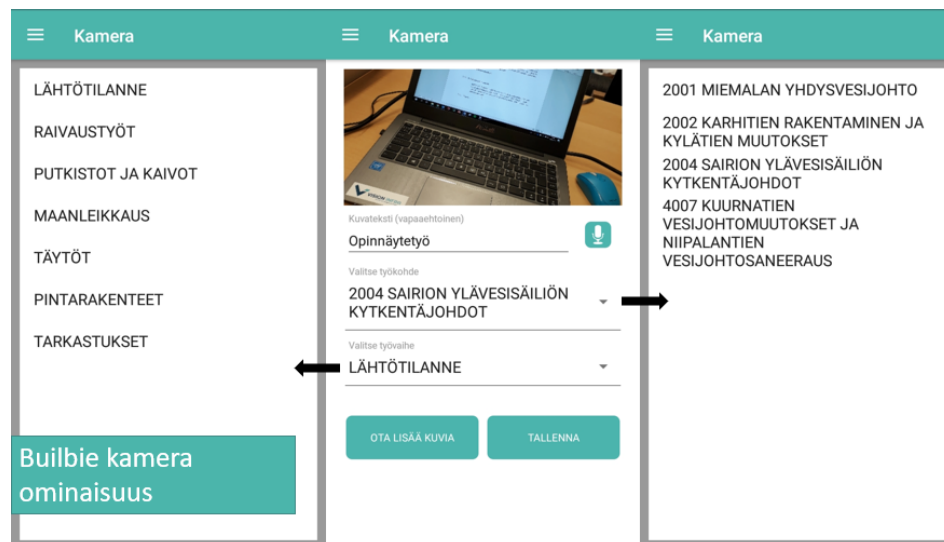 Kamera
LÄHTÖTILANNE
RAIVAUSTYÖT
PUTKISTOT JA KAIVOT
MAANLEIKKAUS
TÄYTÖT
PINTARAKENTEET
TARKASTUKSET
Builbie kamera
ominaisuus
Kamera
Kuvateksti (vapaaehtoinen)
Opinnäytetyö
Valitse työkohde
2004 SAIRION YLÄVESISÄILIÖN
KYTKENTÄJOHDOT
Valitse työvaihe
LÄHTÖTILANNE
OTA LISÄÄ KUVIA
TALLENNA
Kamera
2001 MIEMALAN YHDYSVESIJOHTO
2002 KARHITIEN RAKENTAMINEN JA
KYLÄTIEN MUUTOKSET
2004 SAIRION YLÄVESISÄILIÖN
KYTKENTÄJOHDOT
4007 KUURNATIEN
VESIJOHTOMUUTOKSET JA
NIIPALANTIEN
VESIJOHTOSANEERAUS